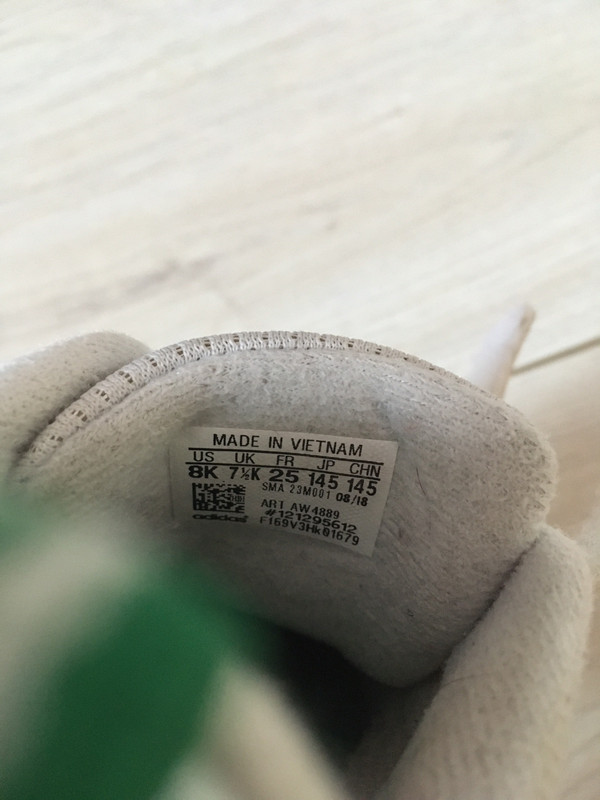 MADE IN VIETNAM
US UK FR JP CHN
8K 7½K 25 145 145
SMA 23M001 08/18
ART AW4889
#121295612
adidas F169V3Hk01679